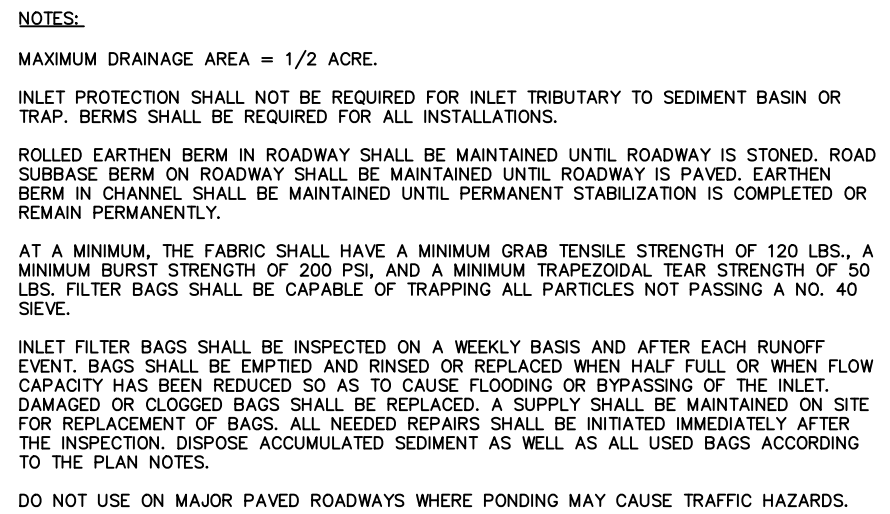 NOTES:
MAXIMUM DRAINAGE AREA = 1/2 ACRE.
INLET PROTECTION SHALL NOT BE REQUIRED FOR INLET TRIBUTARY TO SEDIMENT BASIN OR
TRAP. BERMS SHALL BE REQUIRED FOR ALL INSTALLATIONS.
ROLLED EARTHEN BERM IN ROADWAY SHALL BE MAINTAINED UNTIL ROADWAY IS STONED. ROAD
SUBBASE BERM ON ROADWAY SHALL BE MAINTAINED UNTIL ROADWAY IS PAVED. EARTHEN
BERM IN CHANNEL SHALL BE MAINTAINED UNTIL PERMANENT STABILIZATION IS COMPLETED OR
REMAIN PERMANENTLY.
AT A MINIMUM, THE FABRIC SHALL HAVE A MINIMUM GRAB TENSILE STRENGTH OF 120 LBS., A
MINIMUM BURST STRENGTH OF 200 PSI, AND A MINIMUM TRAPEZOIDAL TEAR STRENGTH OF 50
LBS. FILTER BAGS SHALL BE CAPABLE OF TRAPPING ALL PARTICLES NOT PASSING A NO. 40
SIEVE.
INLET FILTER BAGS SHALL BE INSPECTED ON A WEEKLY BASIS AND AFTER EACH RUNOFF
EVENT. BAGS SHALL BE EMPTIED AND RINSED OR REPLACED WHEN HALF FULL OR WHEN FLOW
CAPACITY HAS BEEN REDUCED SO AS TO CAUSE FLOODING OR BYPASSING OF THE INLET.
DAMAGED OR CLOGGED BAGS SHALL BE REPLACED. A SUPPLY SHALL BE MAINTAINED ON SITE
FOR REPLACEMENT OF BAGS. ALL NEEDED REPAIRS SHALL BE INITIATED IMMEDIATELY AFTER
THE INSPECTION. DISPOSE ACCUMULATED SEDIMENT AS WELL AS ALL USED BAGS ACCORDING
TO THE PLAN NOTES.
DO NOT USE ON MAJOR PAVED ROADWAYS WHERE PONDING MAY CAUSE TRAFFIC HAZARDS.